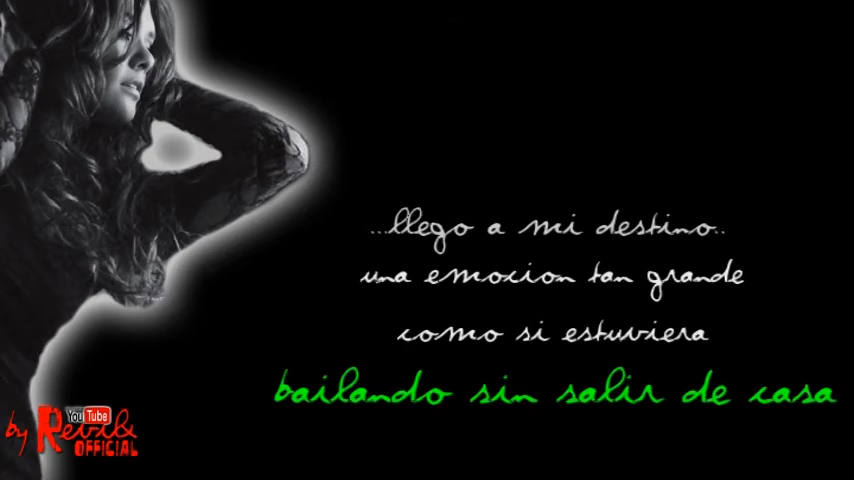 ...llego a mi destino..
una emocion tan grande
como si estuviera
bailando sin salir de casa
YouTube
by Revil&
OFFICIAL